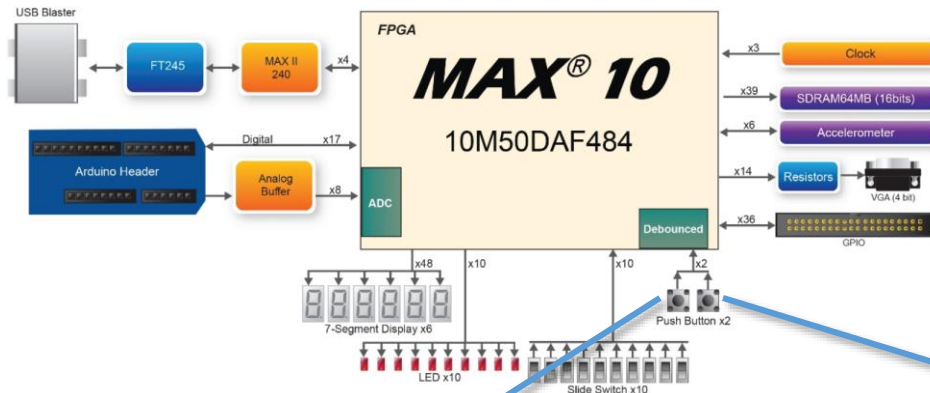 USB Blaster
FPGA
MAX® 10
10M50DAF484
FT245
MAX II
240
x4
Digital
x17
Arduino Header
Analog
Buffer
x8
ADC
x3
Clock
x39
SDRAM64MB (16bits)
x6
Accelerometer
x14
Resistors
VGA (4 bit)
x36
GPIO
Debounced
x48
x10
x10
x2
7-Segment Display x6
Push Button x2
LED x10
Slide Switch x10